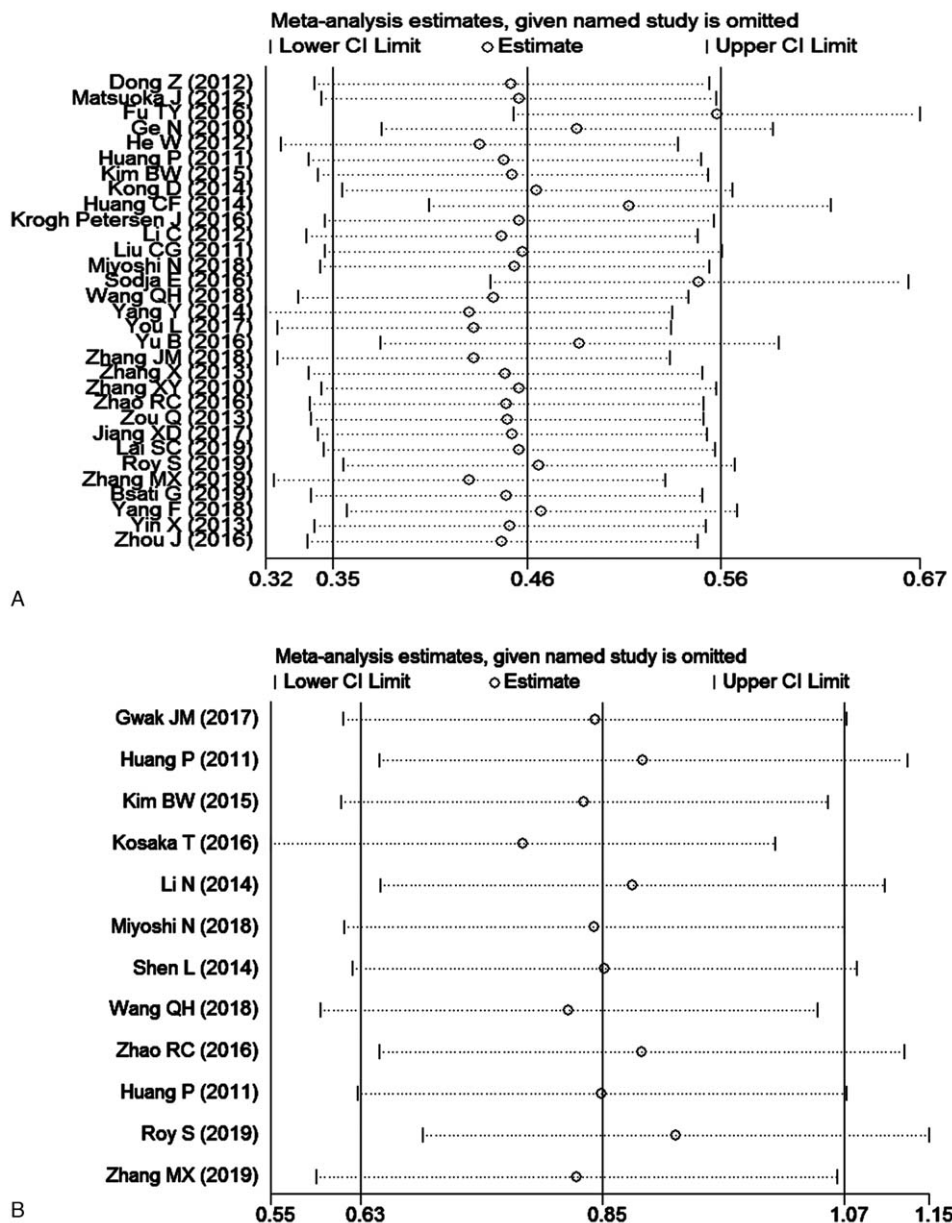 Meta-analysis estimates, given named study is omitted
Lower CI Limit Estimate Upper CI Limit
Dong Z (2012)
Matsuoka J (2012)
Fu TY (2016)
Ge N (2010)
He W (2012)
Huang P (2011)
Kim BW (2015)
Kong D (2014)
Huang CF (2014)
Krogh Petersen J (2016)
Li C (2012)
Liu CG (2011)
Miyoshi N (2018)
Sodja E (2016)
Wang QH (2018)
Yang Y (2014)
You L (2017)
Yu B (2016)
Zhang JM (2018)
Zhang X (2013)
Zhang XY (2010)
Zhao RC (2016)
Zou Q (2013)
Jiang XD (2017)
Lai SC (2019)
Roy S (2019)
Zhang MX (2019)
Bsati G (2019)
Yang F (2018)
Yin X (2013)
Zhou J (2016)
0.32 0.35 0.46 0.56 0.67
A
Meta-analysis estimates, given named study is omitted
Lower CI Limit Estimate Upper CI Limit
Gwak JM (2017)
Huang P (2011)
Kim BW (2015)
Kosaka T (2016)
Li N (2014)
Miyoshi N (2018)
Shen L (2014)
Wang QH (2018)
Zhao RC (2016)
Huang P (2011)
Roy S (2019)
Zhang MX (2019)
B
0.55 0.63 0.85 1.07 1.15